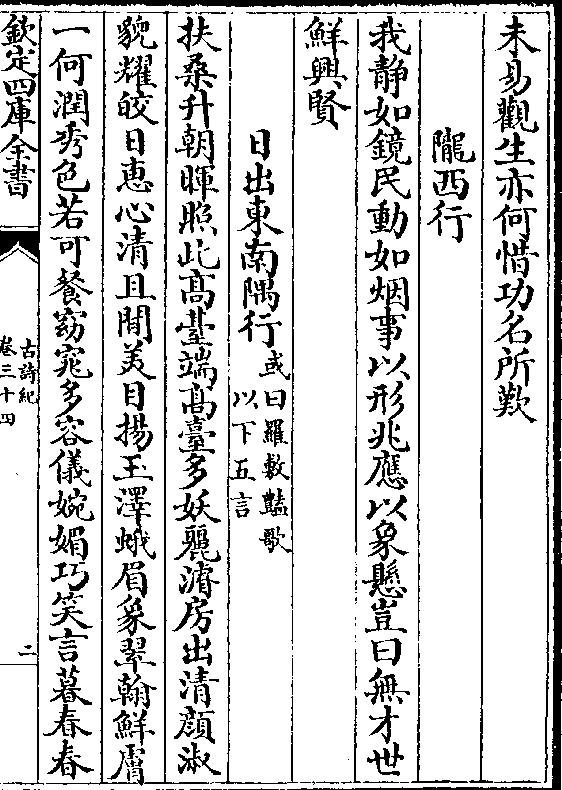 未易觀生亦何惜功名所歎
隴西行
我静如鏡民動如烟事以形兆應以象懸豈曰無才世
鮮興賢
日出東南隅行或曰羅敷豔歌以下五言
扶桑升朝暉照此髙臺端髙臺多妖麗濬房出清顔淑
貌耀皎日惠心清且閒美目揚玉澤蛾眉象翠翰鮮膚
一何潤秀色若可餐窈窕多容儀婉媚巧笑言暮春春
欽定四庫全書
古詩紀
卷三十四
二